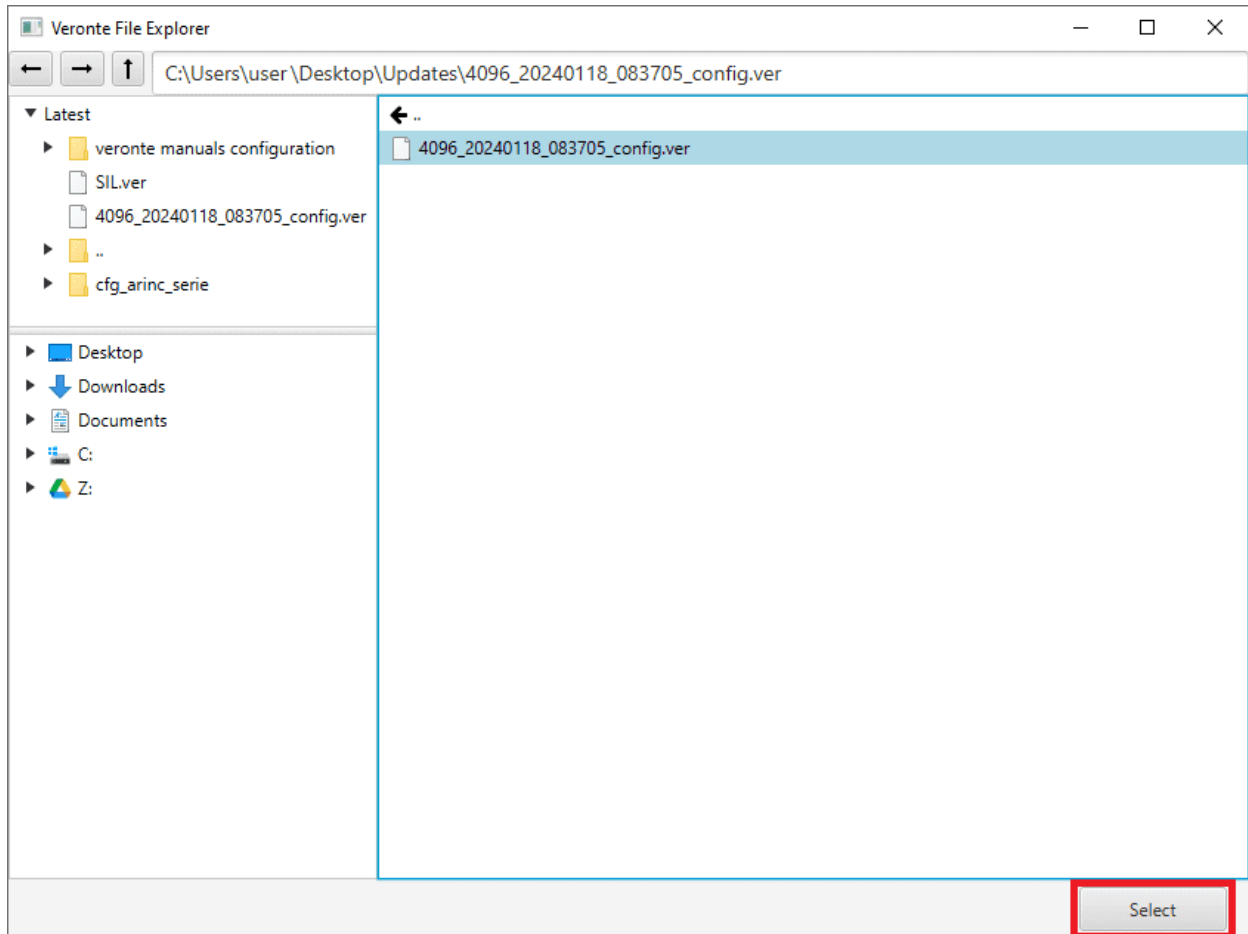 Veronte File Explorer
C:\Users\user\Desktop\Updates\4096_20240118_083705_config.ver
Latest
veronte manuals configuration
SIL.ver
4096_20240118_083705_config.ver
..
cfg_arinc_serie
Desktop
Downloads
Documents
C:
Z:
..
4096_20240118_083705_config.ver
Select